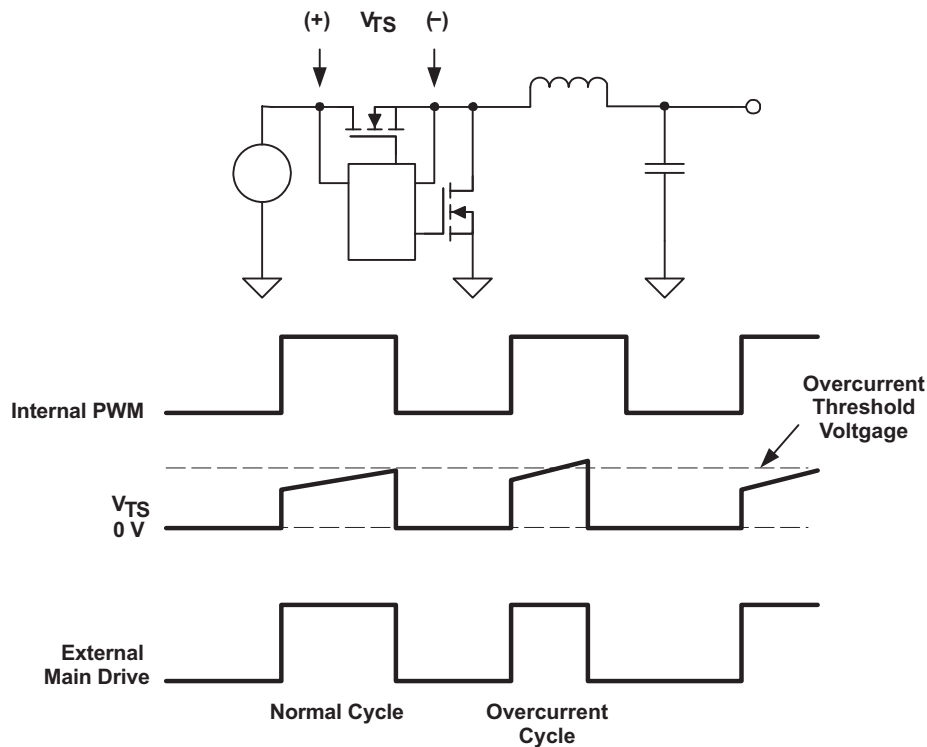 (+) VTS (–)
Internal PWM
Overcurrent
Threshold
Voltgage
VTS
0 V
External
Main Drive
Normal Cycle
Overcurrent
Cycle